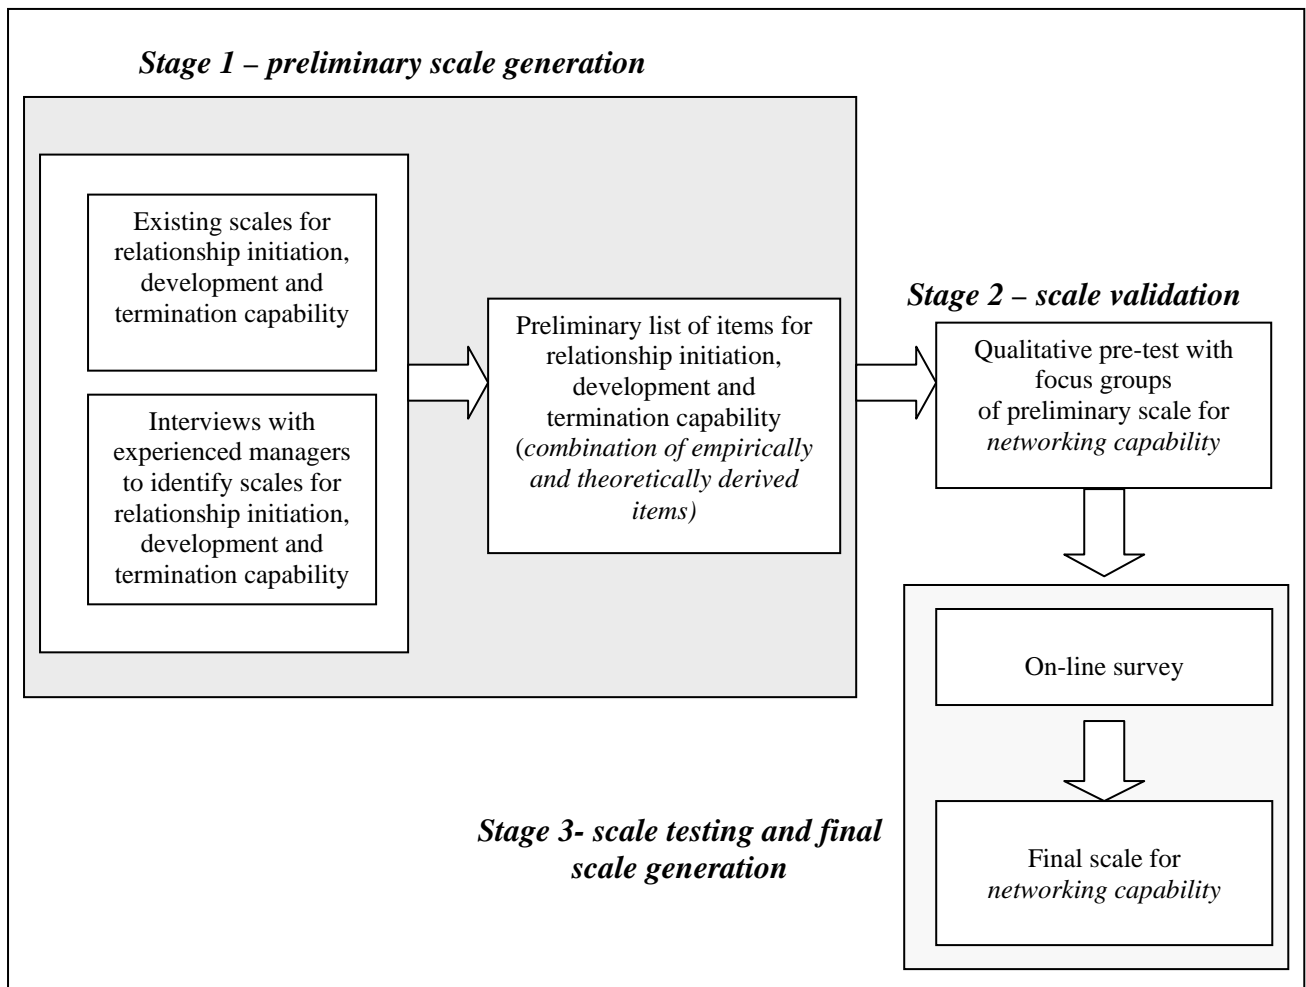 Stage 1 – preliminary scale generation
Existing scales for
relationship initiation,
development and
termination capability
Interviews with
experienced managers
to identify scales for
relationship initiation,
development and
termination capability
Preliminary list of items for
relationship initiation,
development and
termination capability
(combination of empirically
and theoretically derived
items)
Stage 2 – scale validation
Qualitative pre-test with
focus groups
of preliminary scale for
networking capability
On-line survey
Stage 3- scale testing and final
scale generation
Final scale for
networking capability